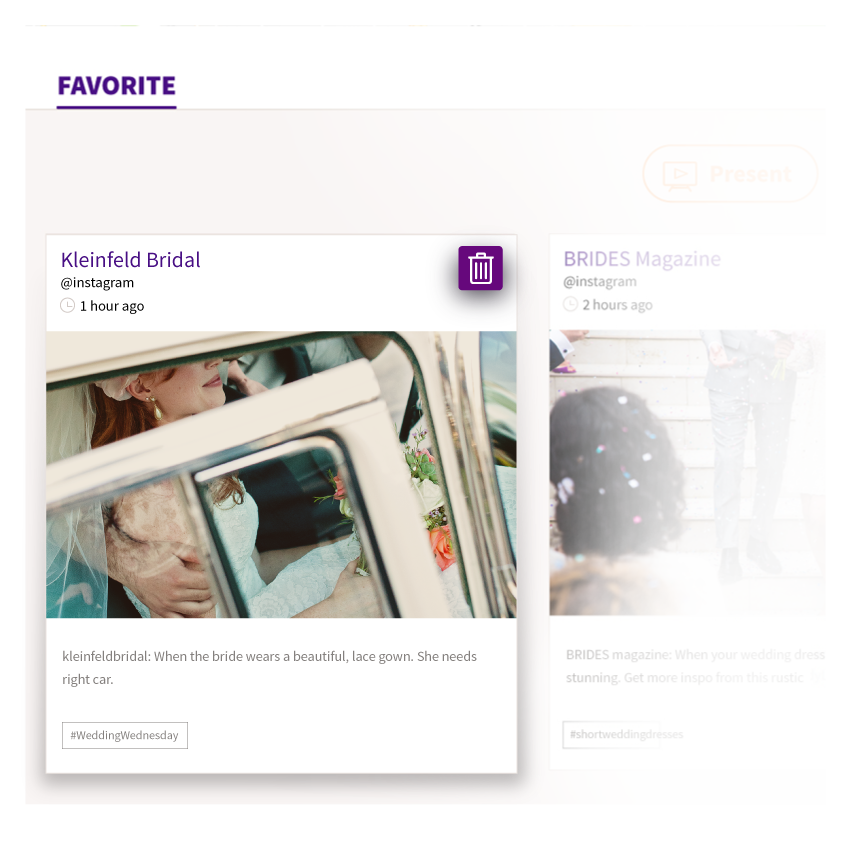 FAVORITE
Present
Kleinfeld Bridal
@instagram
1 hour ago
kleinfeldbridal: When the bride wears a beautiful, lace gown. She needs
right car.
#WeddingWednesday
BRIDES Magazine
@instagram
2 hours ago
BRIDES magazine: When your wedding dress
stunning. Get more inspo from this rustic
#shortweddingdresses